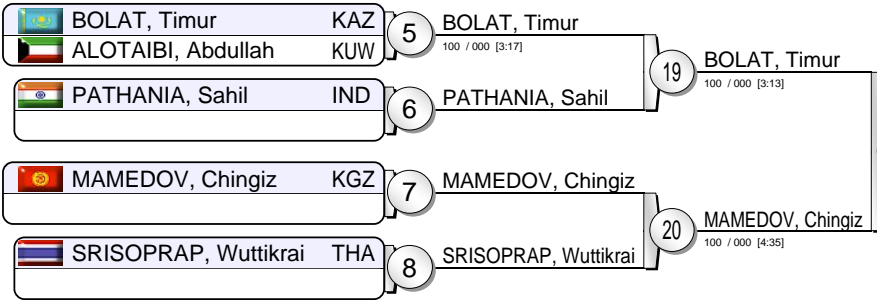 BOLAT, Timur KAZ
ALOTAIBI, Abdullah KUW
5
BOLAT, Timur
100 / 000 [3:17]
PATHANIA, Sahil IND
6
PATHANIA, Sahil
19
BOLAT, Timur
100 / 000 [3:13]
MAMEDOV, Chingiz KGZ
7
MAMEDOV, Chingiz
SRISOPRAP, Wuttikrai THA
8
SRISOPRAP, Wuttikrai
20
MAMEDOV, Chingiz
100 / 000 [4:35]